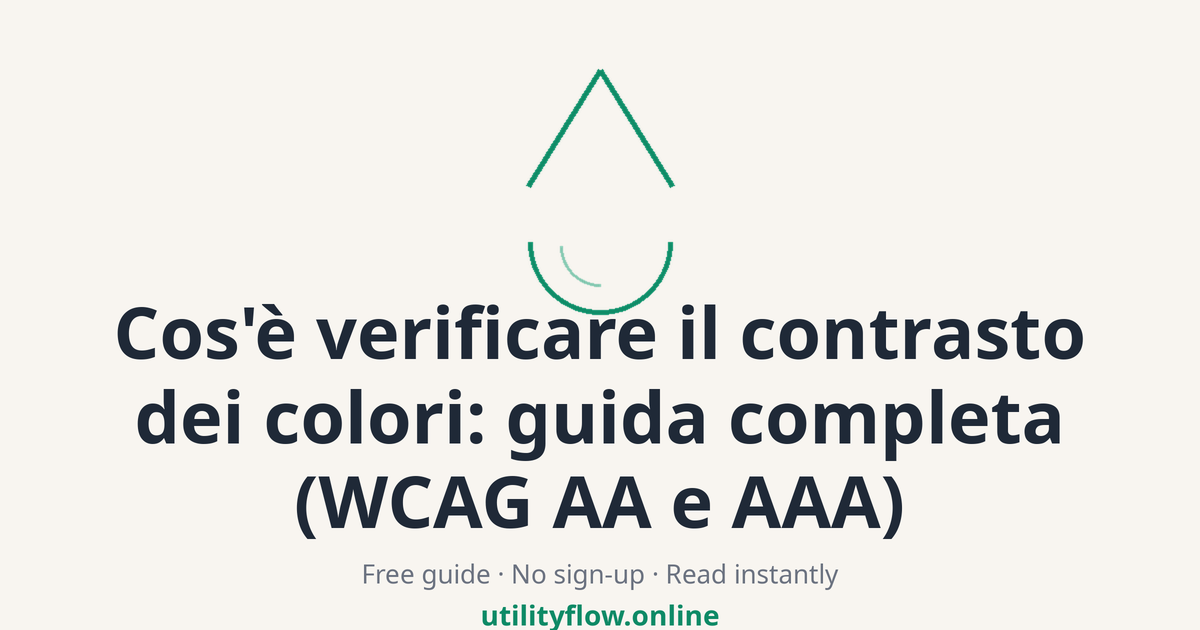 Cos'è verificare il contrasto
dei colori: guida completa
(WCAG AA e AAA)
Free guide · No sign-up · Read instantly
utilityflow.online